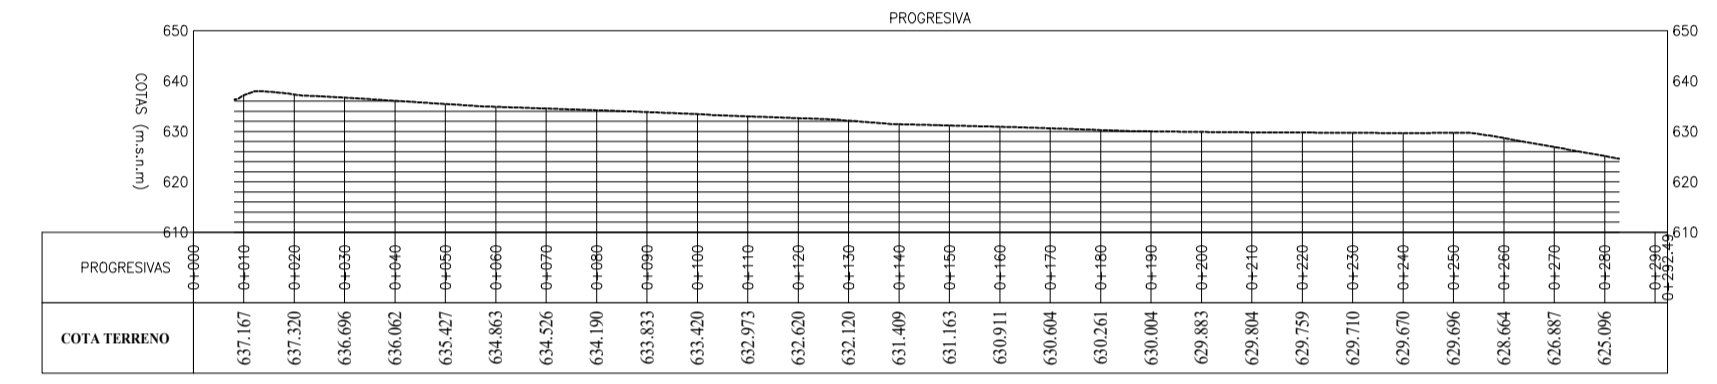 PROGRESIVA
650 650
640 640
COTAS (m.s.n.m)
630 630
620 620
610 610
PROGRESIVAS 0+000 0+010 0+020 0+030 0+040 0+050 0+060 0+070 0+080 0+090 0+100 0+110 0+120 0+130 0+140 0+150 0+160 0+170 0+180 0+190 0+200 0+210 0+220 0+230 0+240 0+250 0+260 0+270 0+280 0+290 0+292.49
COTA TERRENO 637.167 637.320 636.696 636.062 635.427 634.863 634.526 634.190 633.833 633.420 632.973 632.620 632.120 631.409 631.163 630.911 630.604 630.261 630.004 629.883 629.804 629.759 629.710 629.670 629.696 628.664 626.887 625.096